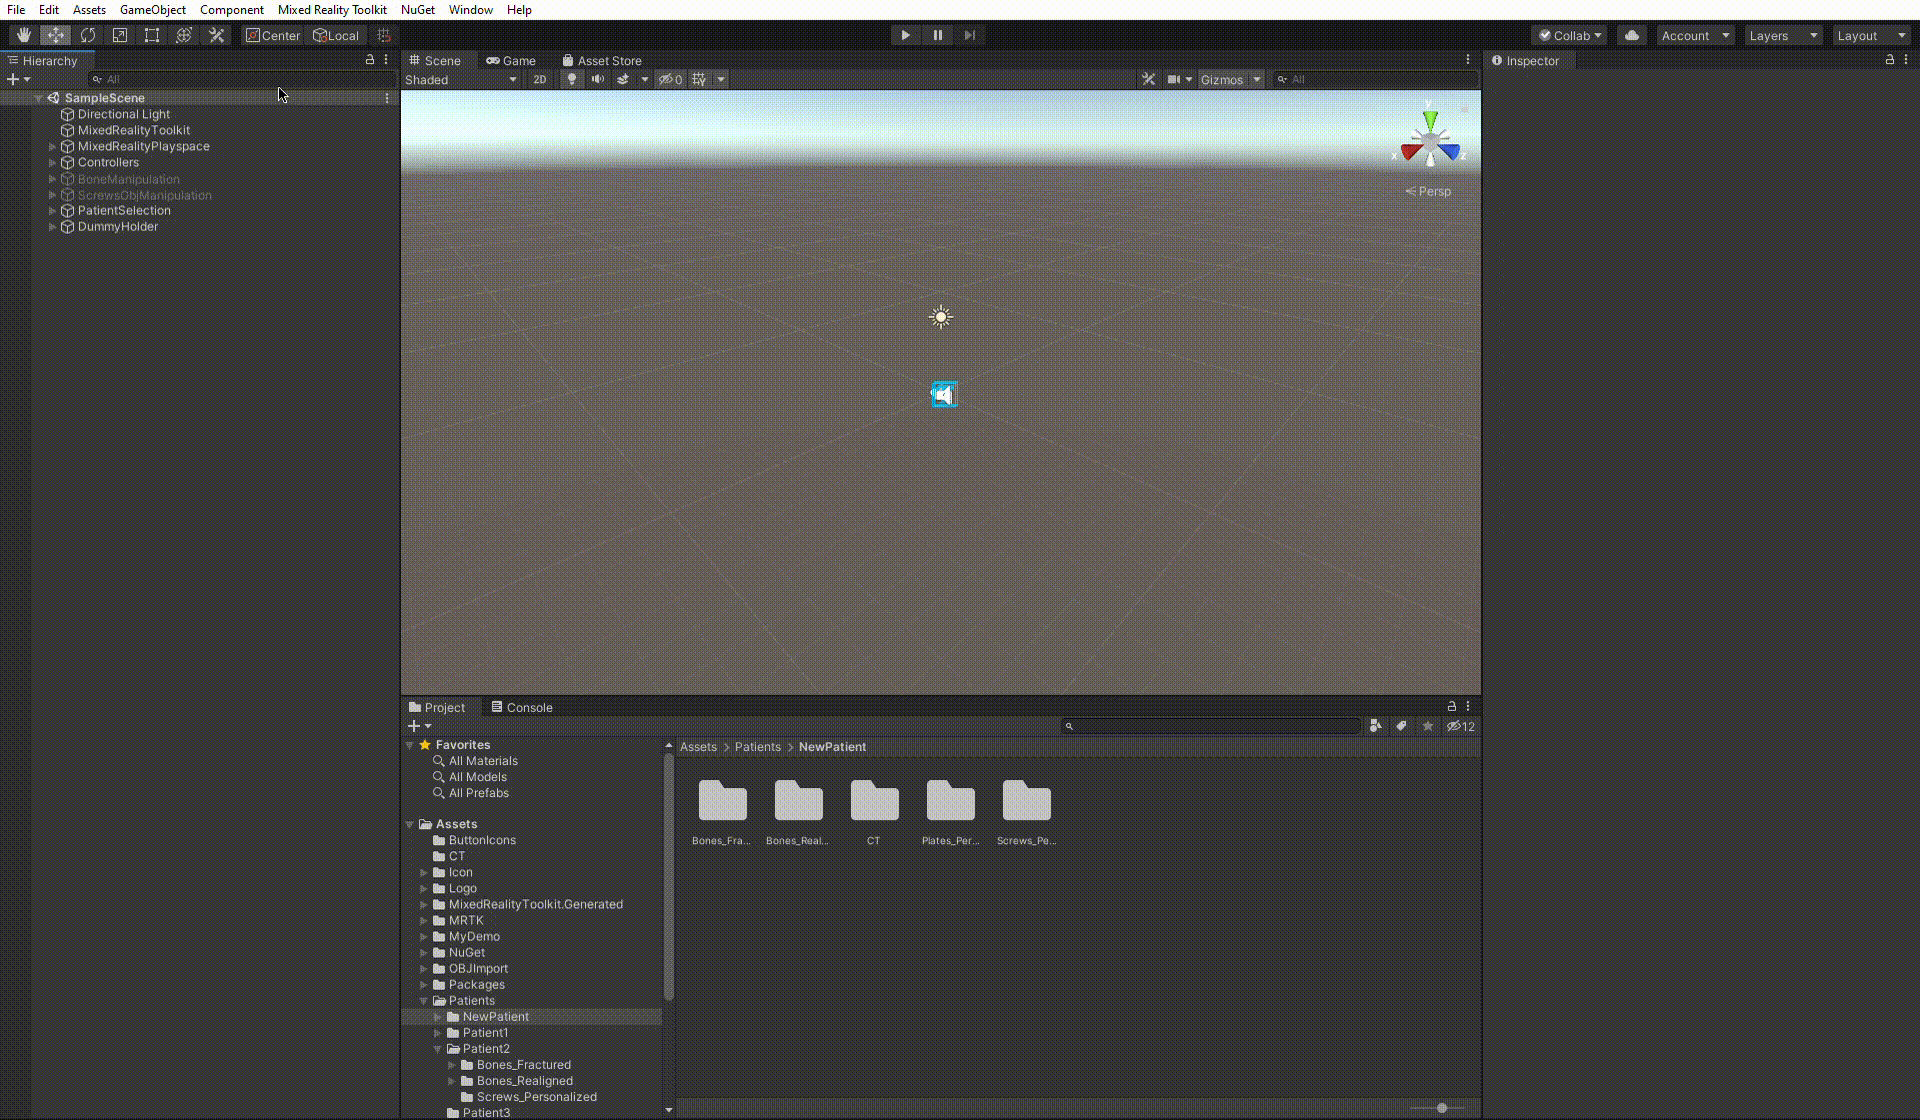 File Edit Assets GameObject Component Mixed Reality Toolkit NuGet Window Help
Center Local Collab Account Layers Layout
Hierarchy
All
SampleScene
Directional Light
MixedRealityToolkit
MixedRealityPlayspace
Controllers
BoneManipulation
ScrewsObjManipulation
PatientSelection
DummyHolder
Scene Game Asset Store
Shaded 2D 0 Gizmos All
y
x z
Persp
Inspector
Project Console
12
Favorites
All Materials
All Models
All Prefabs
Assets
ButtonIcons
CT
Icon
Logo
MixedRealityToolkit.Generated
MRTK
MyDemo
NuGet
OBJImport
Packages
Patients
NewPatient
Patient1
Patient2
Bones_Fractured
Bones_Realigned
Screws_Personalized
Patient3
Assets > Patients > NewPatient
Bones_Fra... Bones_Real... CT Plates_Per... Screws_Pe...